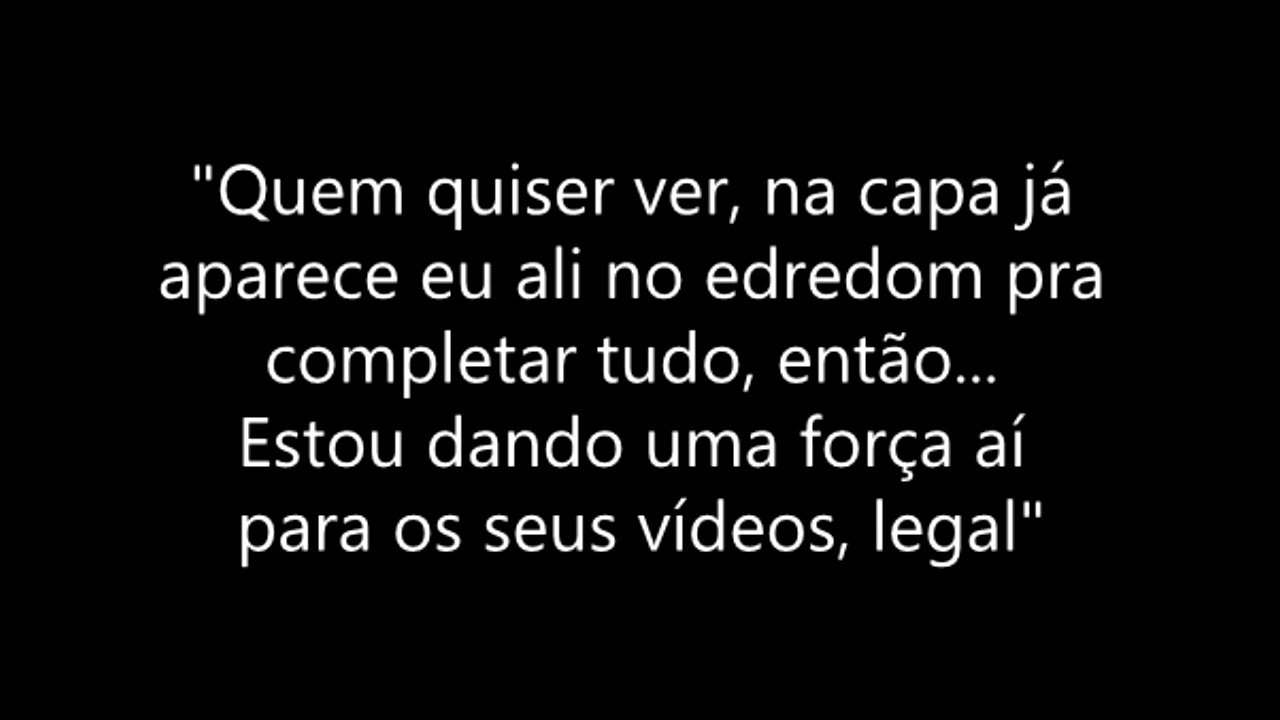 "Quem quiser ver, na capa já
aparece eu ali no edredom pra
completar tudo, então...
Estou dando uma força aí
para os seus vídeos, legal"